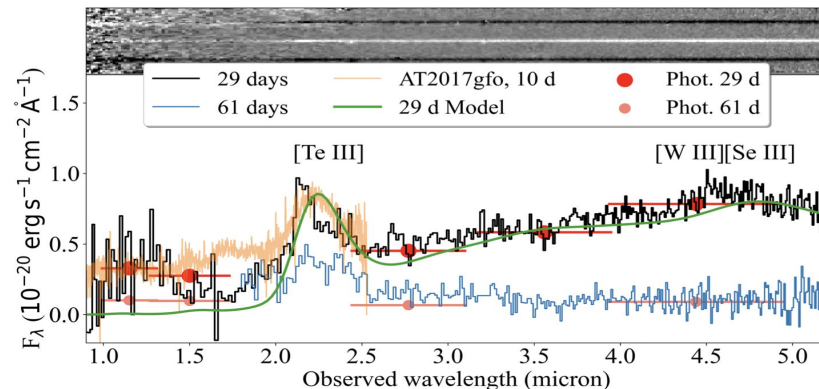 29 days AT2017gfo, 10 d Phot. 29 d
61 days 29 d Model Phot. 61 d
[Te III] [W III][Se III]
F_λ (10⁻²⁰ erg s⁻¹ cm⁻² Å⁻¹)
1.5
1.0
0.5
0.0
1.0 1.5 2.0 2.5 3.0 3.5 4.0 4.5 5.0
Observed wavelength (micron)